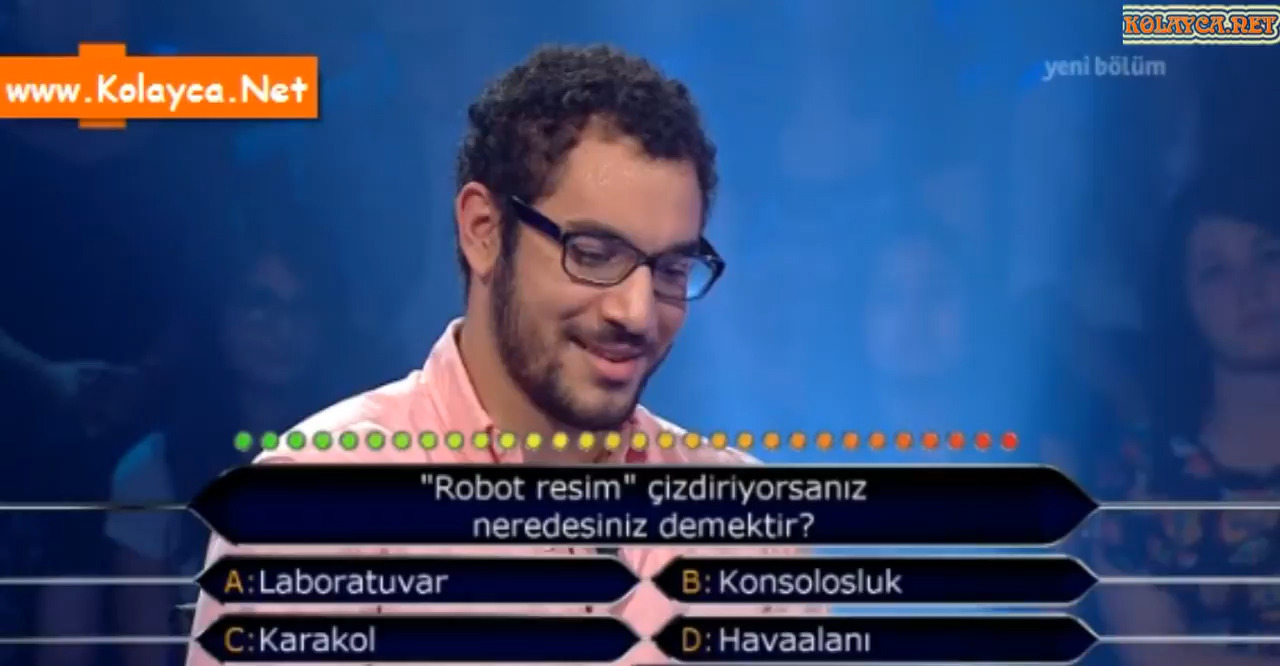 KOLAYCA.NET
www.Kolayca.Net
yeni bölüm
"Robot resim" çizdiriyorsanız
neredesiniz demektir?
A:Laboratuvar
B:Konsolosluk
C:Karakol
D:Havaalanı